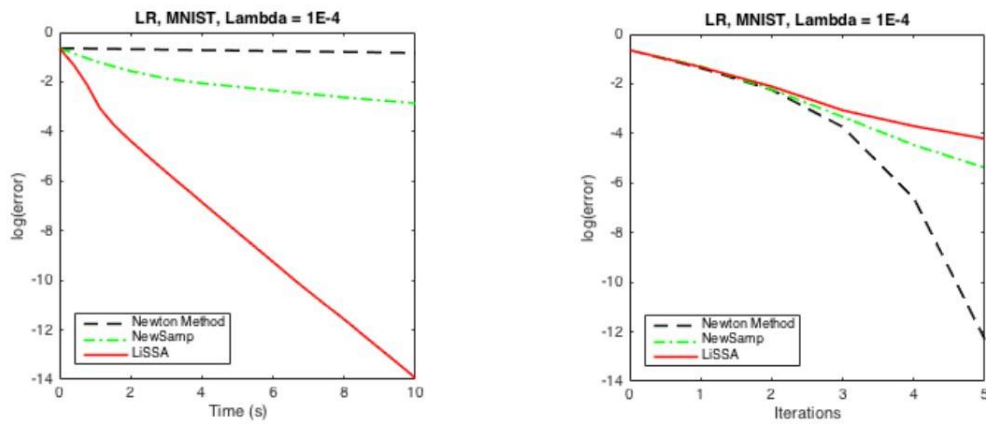 LR, MNIST, Lambda = 1E-4
0
-2
-4
-6
-8
-10
-12
-14
log(error)
Newton Method
NewSamp
LiSSA
0 2 4 6 8 10
Time (s)
LR, MNIST, Lambda = 1E-4
0
-2
-4
-6
-8
-10
-12
-14
log(error)
Newton Method
NewSamp
LiSSA
0 1 2 3 4 5
Iterations